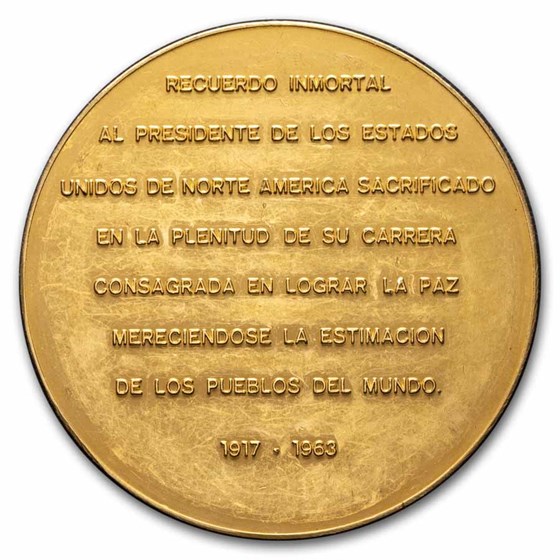 RECUERDO INMORTAL
AL PRESIDENTE DE LOS ESTADOS
UNIDOS DE NORTE AMERICA SACRIFICADO
EN LA PLENITUD DE SU CARRERA
CONSAGRADA EN LOGRAR LA PAZ
MERECIENDOSE LA ESTIMACION
DE LOS PUEBLOS DEL MUNDO.
1917 - 1963